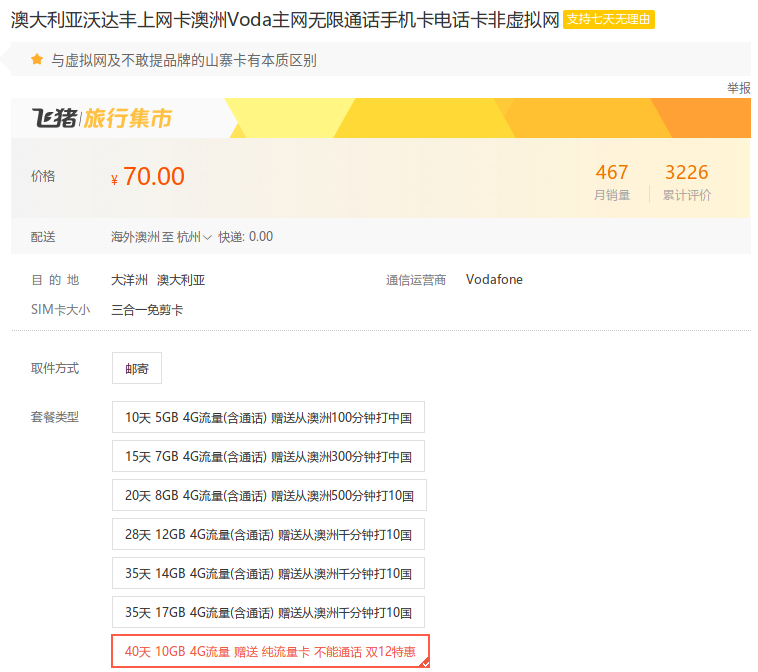 澳大利亚沃达丰上网卡澳洲Voda主网无限通话手机卡电话卡非虚拟网 支持七天无理由
与虚拟网及不敢提品牌的山寨卡有本质区别
举报
飞猪 旅行集市
价格 ¥ 70.00 467 月销量 3226 累计评价
配送 海外澳洲 至 杭州 快递: 0.00
目的地 大洋洲 澳大利亚 通信运营商 Vodafone
SIM卡大小 三合一免剪卡
取件方式 邮寄
套餐类型 10天 5GB 4G流量(含通话) 赠送从澳洲100分钟打中国
15天 7GB 4G流量(含通话) 赠送从澳洲300分钟打中国
20天 8GB 4G流量(含通话) 赠送从澳洲500分钟打10国
28天 12GB 4G流量(含通话) 赠送从澳洲千分钟打10国
35天 14GB 4G流量(含通话) 赠送从澳洲千分钟打10国
35天 17GB 4G流量(含通话) 赠送从澳洲千分钟打10国
40天 10GB 4G流量 赠送 纯流量卡 不能通话 双12特惠